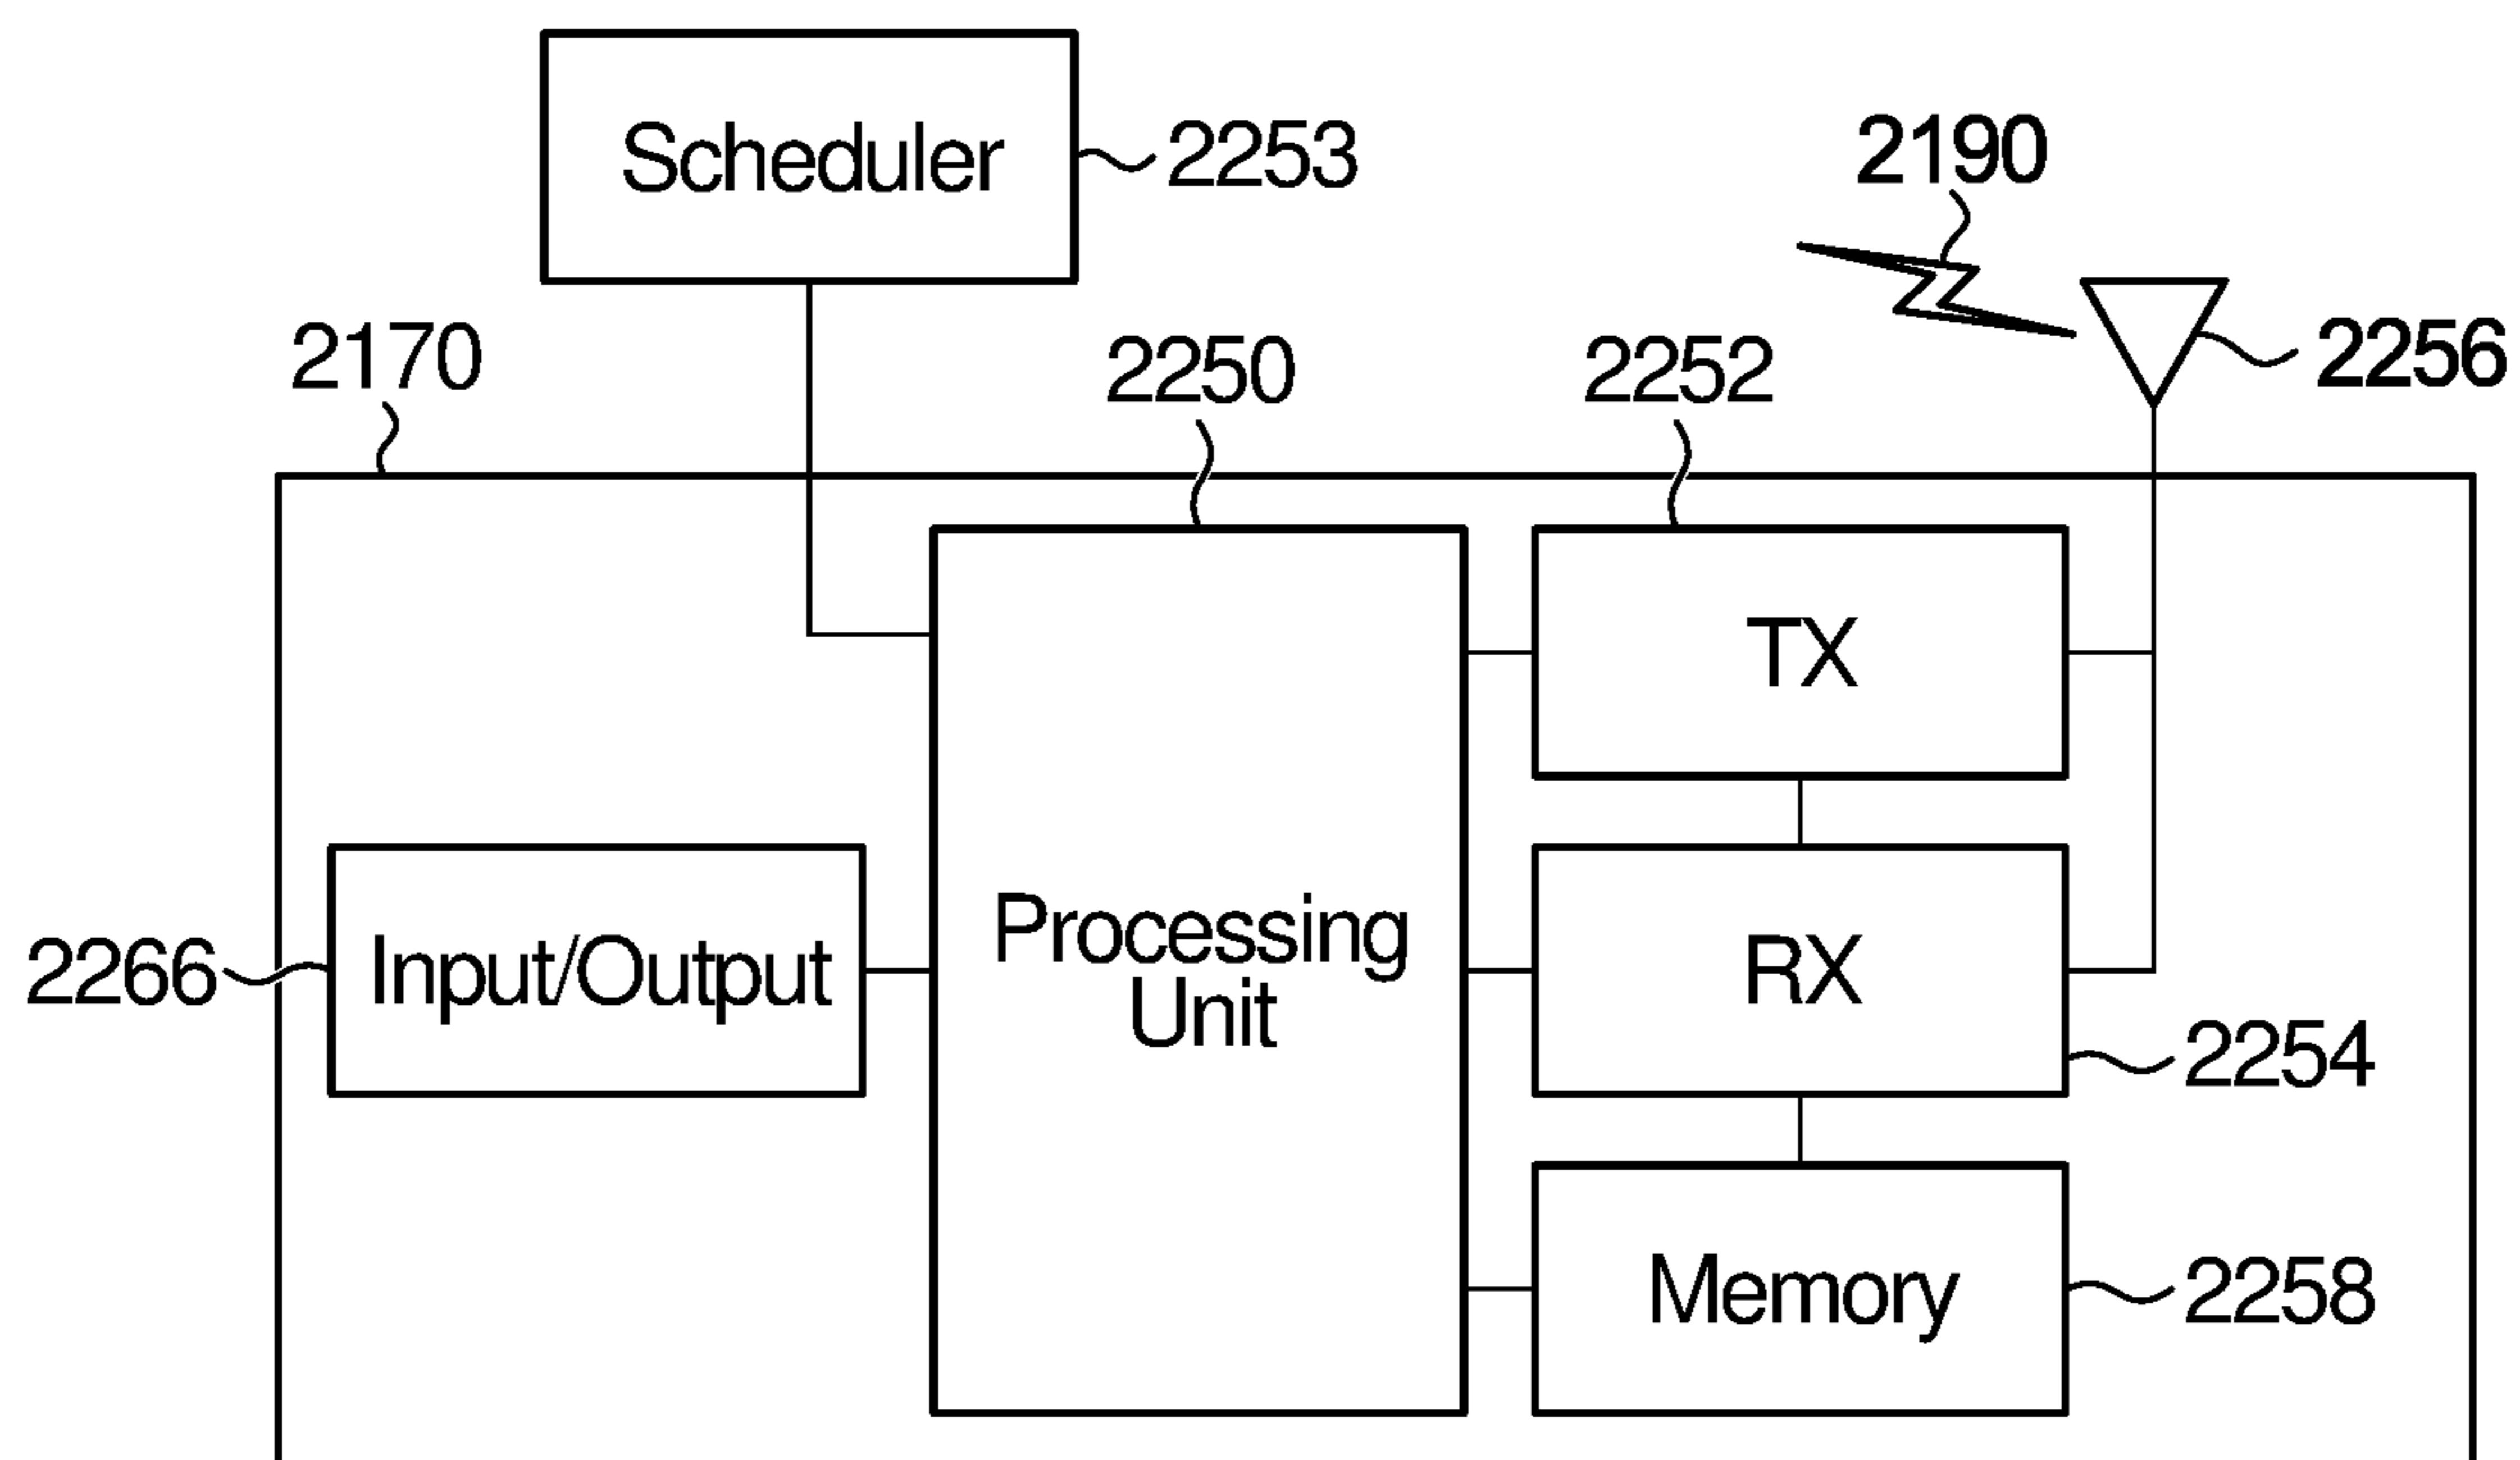 Scheduler
2253
2190
2170
2250
2252
2256
TX
Processing
Unit
2266
Input/Output
RX
2254
Memory
2258